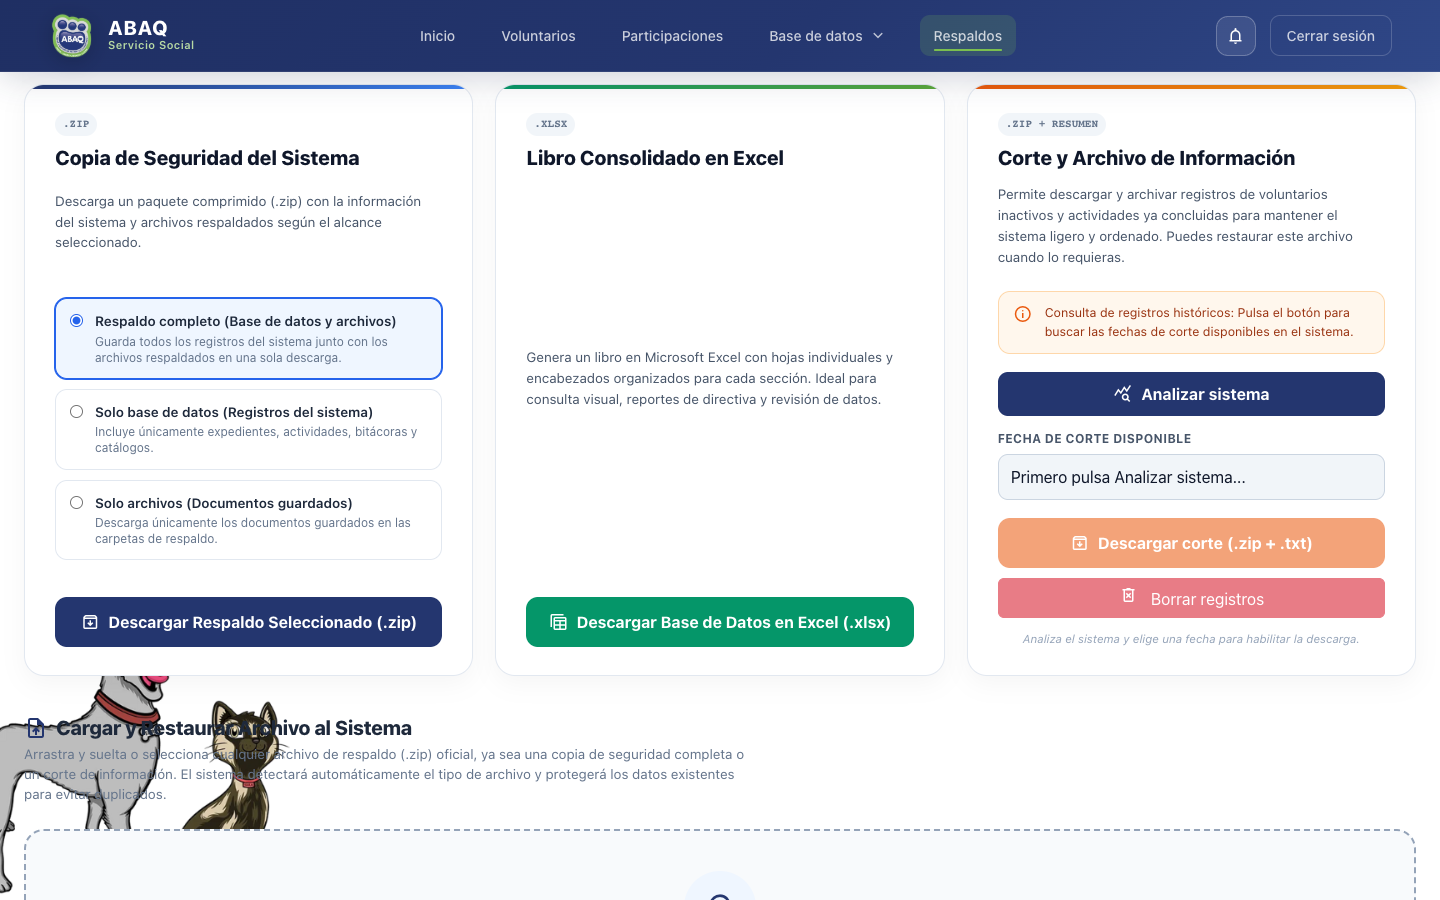 ABAQ
ABAQ
Servicio Social
Inicio
Voluntarios
Participaciones
Base de datos
Respaldos
Cerrar sesión
.ZIP
Copia de Seguridad del Sistema
Descarga un paquete comprimido (.zip) con la información
del sistema y archivos respaldados según el alcance
seleccionado.
Respaldo completo (Base de datos y archivos)
Guarda todos los registros del sistema junto con los
archivos respaldados en una sola descarga.
Solo base de datos (Registros del sistema)
Incluye únicamente expedientes, actividades, bitácoras y
catálogos.
Solo archivos (Documentos guardados)
Descarga únicamente los documentos guardados en las
carpetas de respaldo.
Descargar Respaldo Seleccionado (.zip)
.XLSX
Libro Consolidado en Excel
Genera un libro en Microsoft Excel con hojas individuales y
encabezados organizados para cada sección. Ideal para
consulta visual, reportes de directiva y revisión de datos.
Descargar Base de Datos en Excel (.xlsx)
.ZIP + RESUMEN
Corte y Archivo de Información
Permite descargar y archivar registros de voluntarios
inactivos y actividades ya concluidas para mantener el
sistema ligero y ordenado. Puedes restaurar este archivo
cuando lo requieras.
Consulta de registros históricos: Pulsa el botón para
buscar las fechas de corte disponibles en el sistema.
Analizar sistema
FECHA DE CORTE DISPONIBLE
Primero pulsa Analizar sistema...
Descargar corte (.zip + .txt)
Borrar registros
Analiza el sistema y elige una fecha para habilitar la descarga.
Cargar y Restaurar Archivo al Sistema
Arrastra y suelta o selecciona cualquier archivo de respaldo (.zip) oficial, ya sea una copia de seguridad completa o
un corte de información. El sistema detectará automáticamente el tipo de archivo y protegerá los datos existentes
para evitar duplicados.